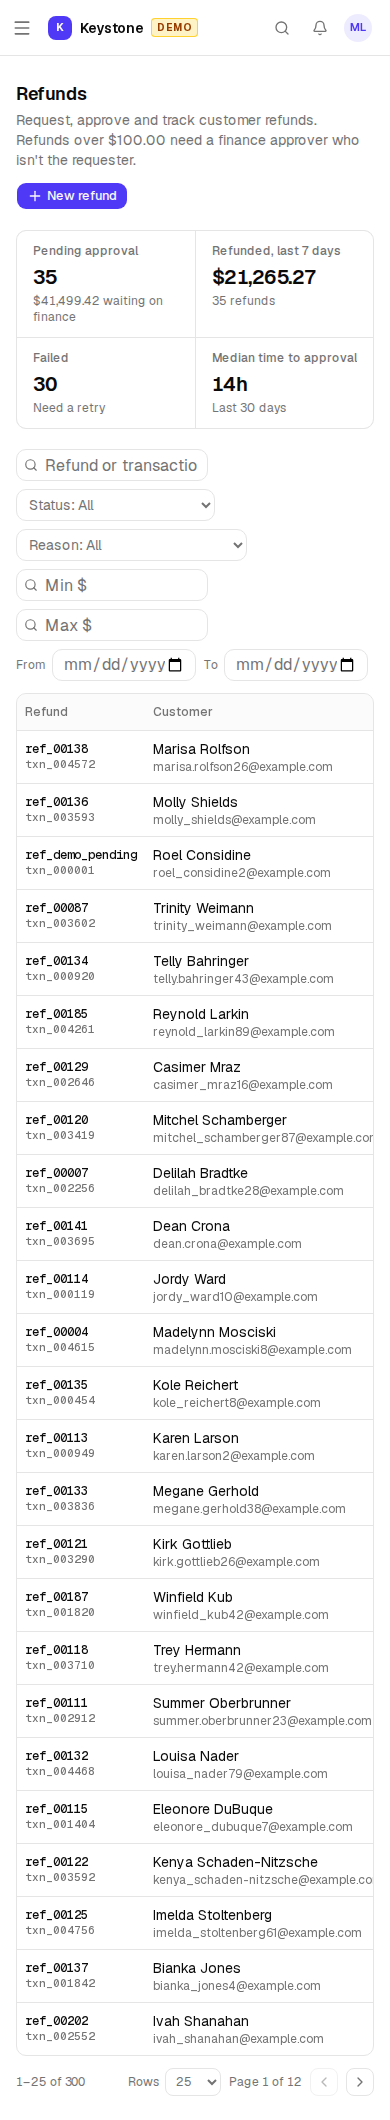 K Keystone DEMO ML
Refunds
Request, approve and track customer refunds.
Refunds over $100.00 need a finance approver who
isn't the requester.
New refund
Pending approval
35
$41,499.42 waiting on
finance
Refunded, last 7 days
$21,265.27
35 refunds
Failed
30
Need a retry
Median time to approval
14h
Last 30 days
Refund or transactio
Status: All
Reason: All
Min $
Max $
From mm/dd/yyyy To mm/dd/yyyy
Refund Customer
ref_00138 Marisa Rolfson
txn_004572 marisa.rolfson26@example.com
ref_00136 Molly Shields
txn_003593 molly_shields@example.com
ref_demo_pending Roel Considine
txn_000001 roel_considine2@example.com
ref_00087 Trinity Weimann
txn_003602 trinity_weimann@example.com
ref_00134 Telly Bahringer
txn_000920 telly.bahringer43@example.com
ref_00185 Reynold Larkin
txn_004261 reynold_larkin89@example.com
ref_00129 Casimer Mraz
txn_002646 casimer_mraz16@example.com
ref_00120 Mitchel Schamberger
txn_003419 mitchel_schamberger87@example.com
ref_00007 Delilah Bradtke
txn_002256 delilah_bradtke28@example.com
ref_00141 Dean Crona
txn_003695 dean.crona@example.com
ref_00114 Jordy Ward
txn_000119 jordy_ward10@example.com
ref_00004 Madelynn Mosciski
txn_004615 madelynn.mosciski8@example.com
ref_00135 Kole Reichert
txn_000454 kole_reichert8@example.com
ref_00113 Karen Larson
txn_000949 karen.larson2@example.com
ref_00133 Megane Gerhold
txn_003836 megane.gerhold38@example.com
ref_00121 Kirk Gottlieb
txn_003290 kirk.gottlieb26@example.com
ref_00187 Winfield Kub
txn_001820 winfield_kub42@example.com
ref_00118 Trey Hermann
txn_003710 trey.hermann42@example.com
ref_00111 Summer Oberbrunner
txn_002912 summer.oberbrunner23@example.com
ref_00132 Louisa Nader
txn_004468 louisa_nader79@example.com
ref_00115 Eleonore DuBuque
txn_001404 eleonore_dubuque7@example.com
ref_00122 Kenya Schaden-Nitzsche
txn_003592 kenya_schaden-nitzsche@example.co
ref_00125 Imelda Stoltenberg
txn_004756 imelda_stoltenberg61@example.com
ref_00137 Bianka Jones
txn_001842 bianka_jones4@example.com
ref_00202 Ivah Shanahan
txn_002552 ivah_shanahan@example.com
1–25 of 300 Rows 25 Page 1 of 12